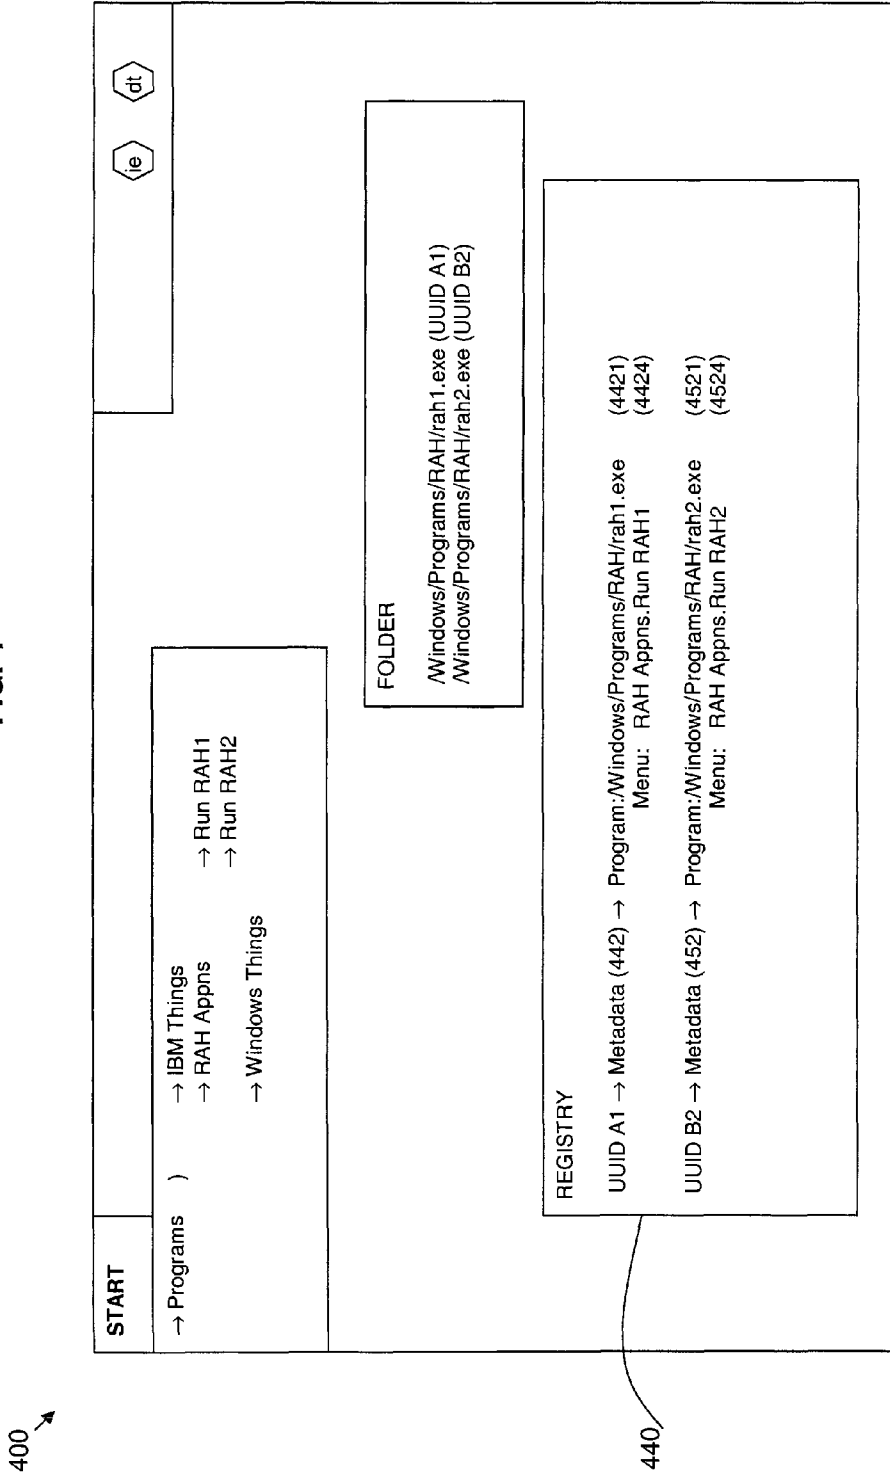 400
START
ie dt
→ Programs )
→ IBM Things
→ RAH Appns → Run RAH1
→ Run RAH2
→ Windows Things
FOLDER
/Windows/Programs/RAH/rah1.exe (UUID A1)
/Windows/Programs/RAH/rah2.exe (UUID B2)
REGISTRY
UUID A1 → Metadata (442) → Program:/Windows/Programs/RAH/rah1.exe (4421)
Menu: RAH Appns.Run RAH1 (4424)
UUID B2 → Metadata (452) → Program:/Windows/Programs/RAH/rah2.exe (4521)
Menu: RAH Appns.Run RAH2 (4524)
440